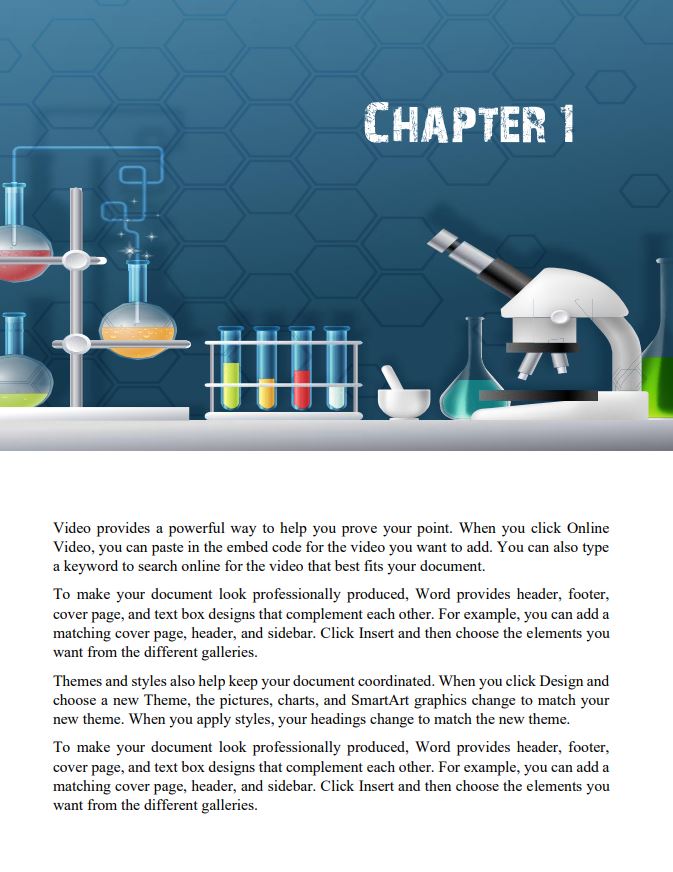 CHAPTER 1
Video provides a powerful way to help you prove your point. When you click Online
Video, you can paste in the embed code for the video you want to add. You can also type
a keyword to search online for the video that best fits your document.
To make your document look professionally produced, Word provides header, footer,
cover page, and text box designs that complement each other. For example, you can add a
matching cover page, header, and sidebar. Click Insert and then choose the elements you
want from the different galleries.
Themes and styles also help keep your document coordinated. When you click Design and
choose a new Theme, the pictures, charts, and SmartArt graphics change to match your
new theme. When you apply styles, your headings change to match the new theme.
To make your document look professionally produced, Word provides header, footer,
cover page, and text box designs that complement each other. For example, you can add a
matching cover page, header, and sidebar. Click Insert and then choose the elements you
want from the different galleries.